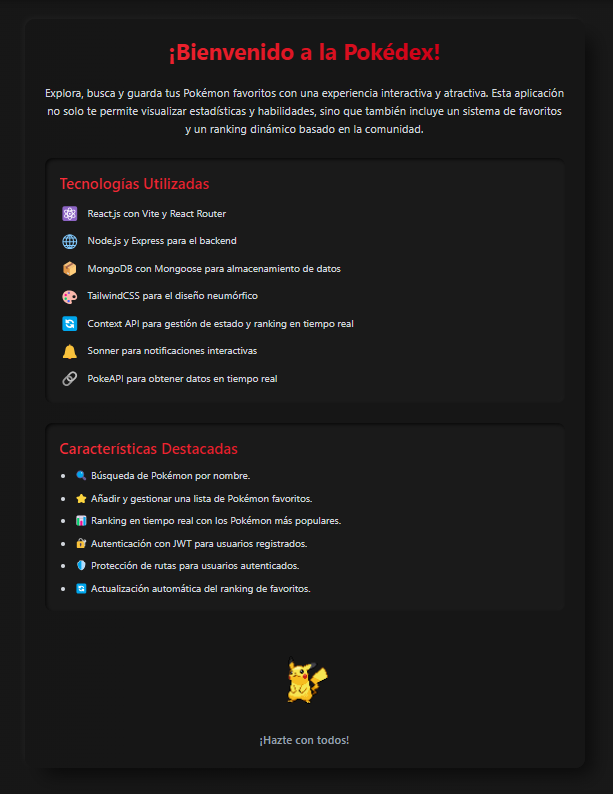 ¡Bienvenido a la Pokédex!
Explora, busca y guarda tus Pokémon favoritos con una experiencia interactiva y atractiva. Esta aplicación
no solo te permite visualizar estadísticas y habilidades, sino que también incluye un sistema de favoritos
y un ranking dinámico basado en la comunidad.
Tecnologías Utilizadas
React.js con Vite y React Router
Node.js y Express para el backend
MongoDB con Mongoose para almacenamiento de datos
TailwindCSS para el diseño neumórfico
Context API para gestión de estado y ranking en tiempo real
Sonner para notificaciones interactivas
PokeAPI para obtener datos en tiempo real
Características Destacadas
Búsqueda de Pokémon por nombre.
Añadir y gestionar una lista de Pokémon favoritos.
Ranking en tiempo real con los Pokémon más populares.
Autenticación con JWT para usuarios registrados.
Protección de rutas para usuarios autenticados.
Actualización automática del ranking de favoritos.
¡Hazte con todos!